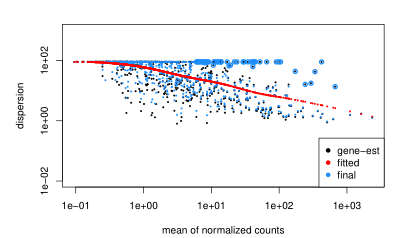 dispersion
1e+02
1e+00
1e−02
gene−est
fitted
final
1e−01
1e+00
1e+01
1e+02
1e+03
mean of normalized counts